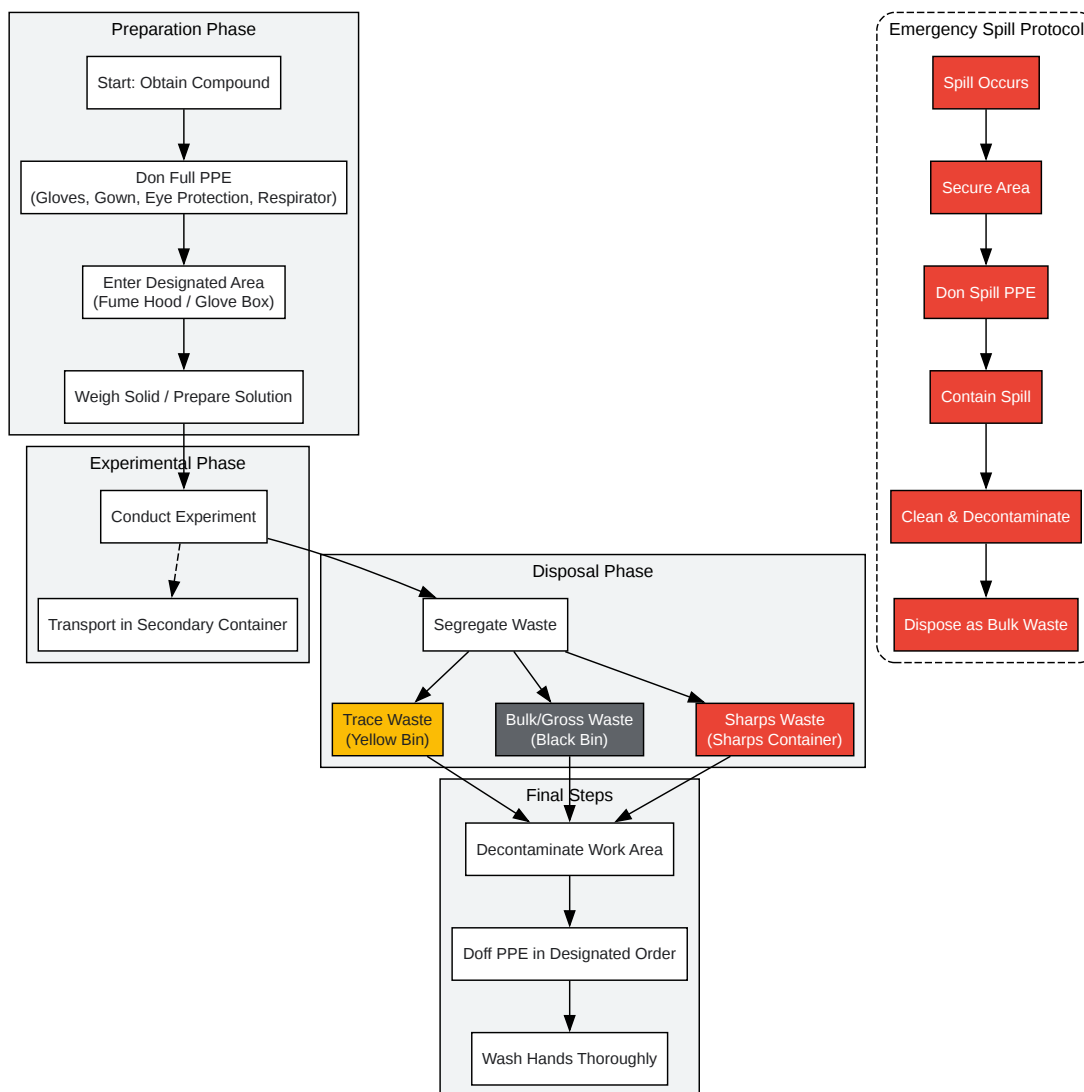 Preparation Phase
Start: Obtain Compound
Don Full PPE
(Gloves, Gown, Eye Protection, Respirator)
Enter Designated Area
(Fume Hood / Glove Box)
Weigh Solid / Prepare Solution
Experimental Phase
Conduct Experiment
Transport in Secondary Container
Disposal Phase
Segregate Waste
Trace Waste
(Yellow Bin)
Bulk/Gross Waste
(Black Bin)
Sharps Waste
(Sharps Container)
Final Steps
Decontaminate Work Area
Doff PPE in Designated Order
Wash Hands Thoroughly
Emergency Spill Protocol
Spill Occurs
Secure Area
Don Spill PPE
Contain Spill
Clean & Decontaminate
Dispose as Bulk Waste